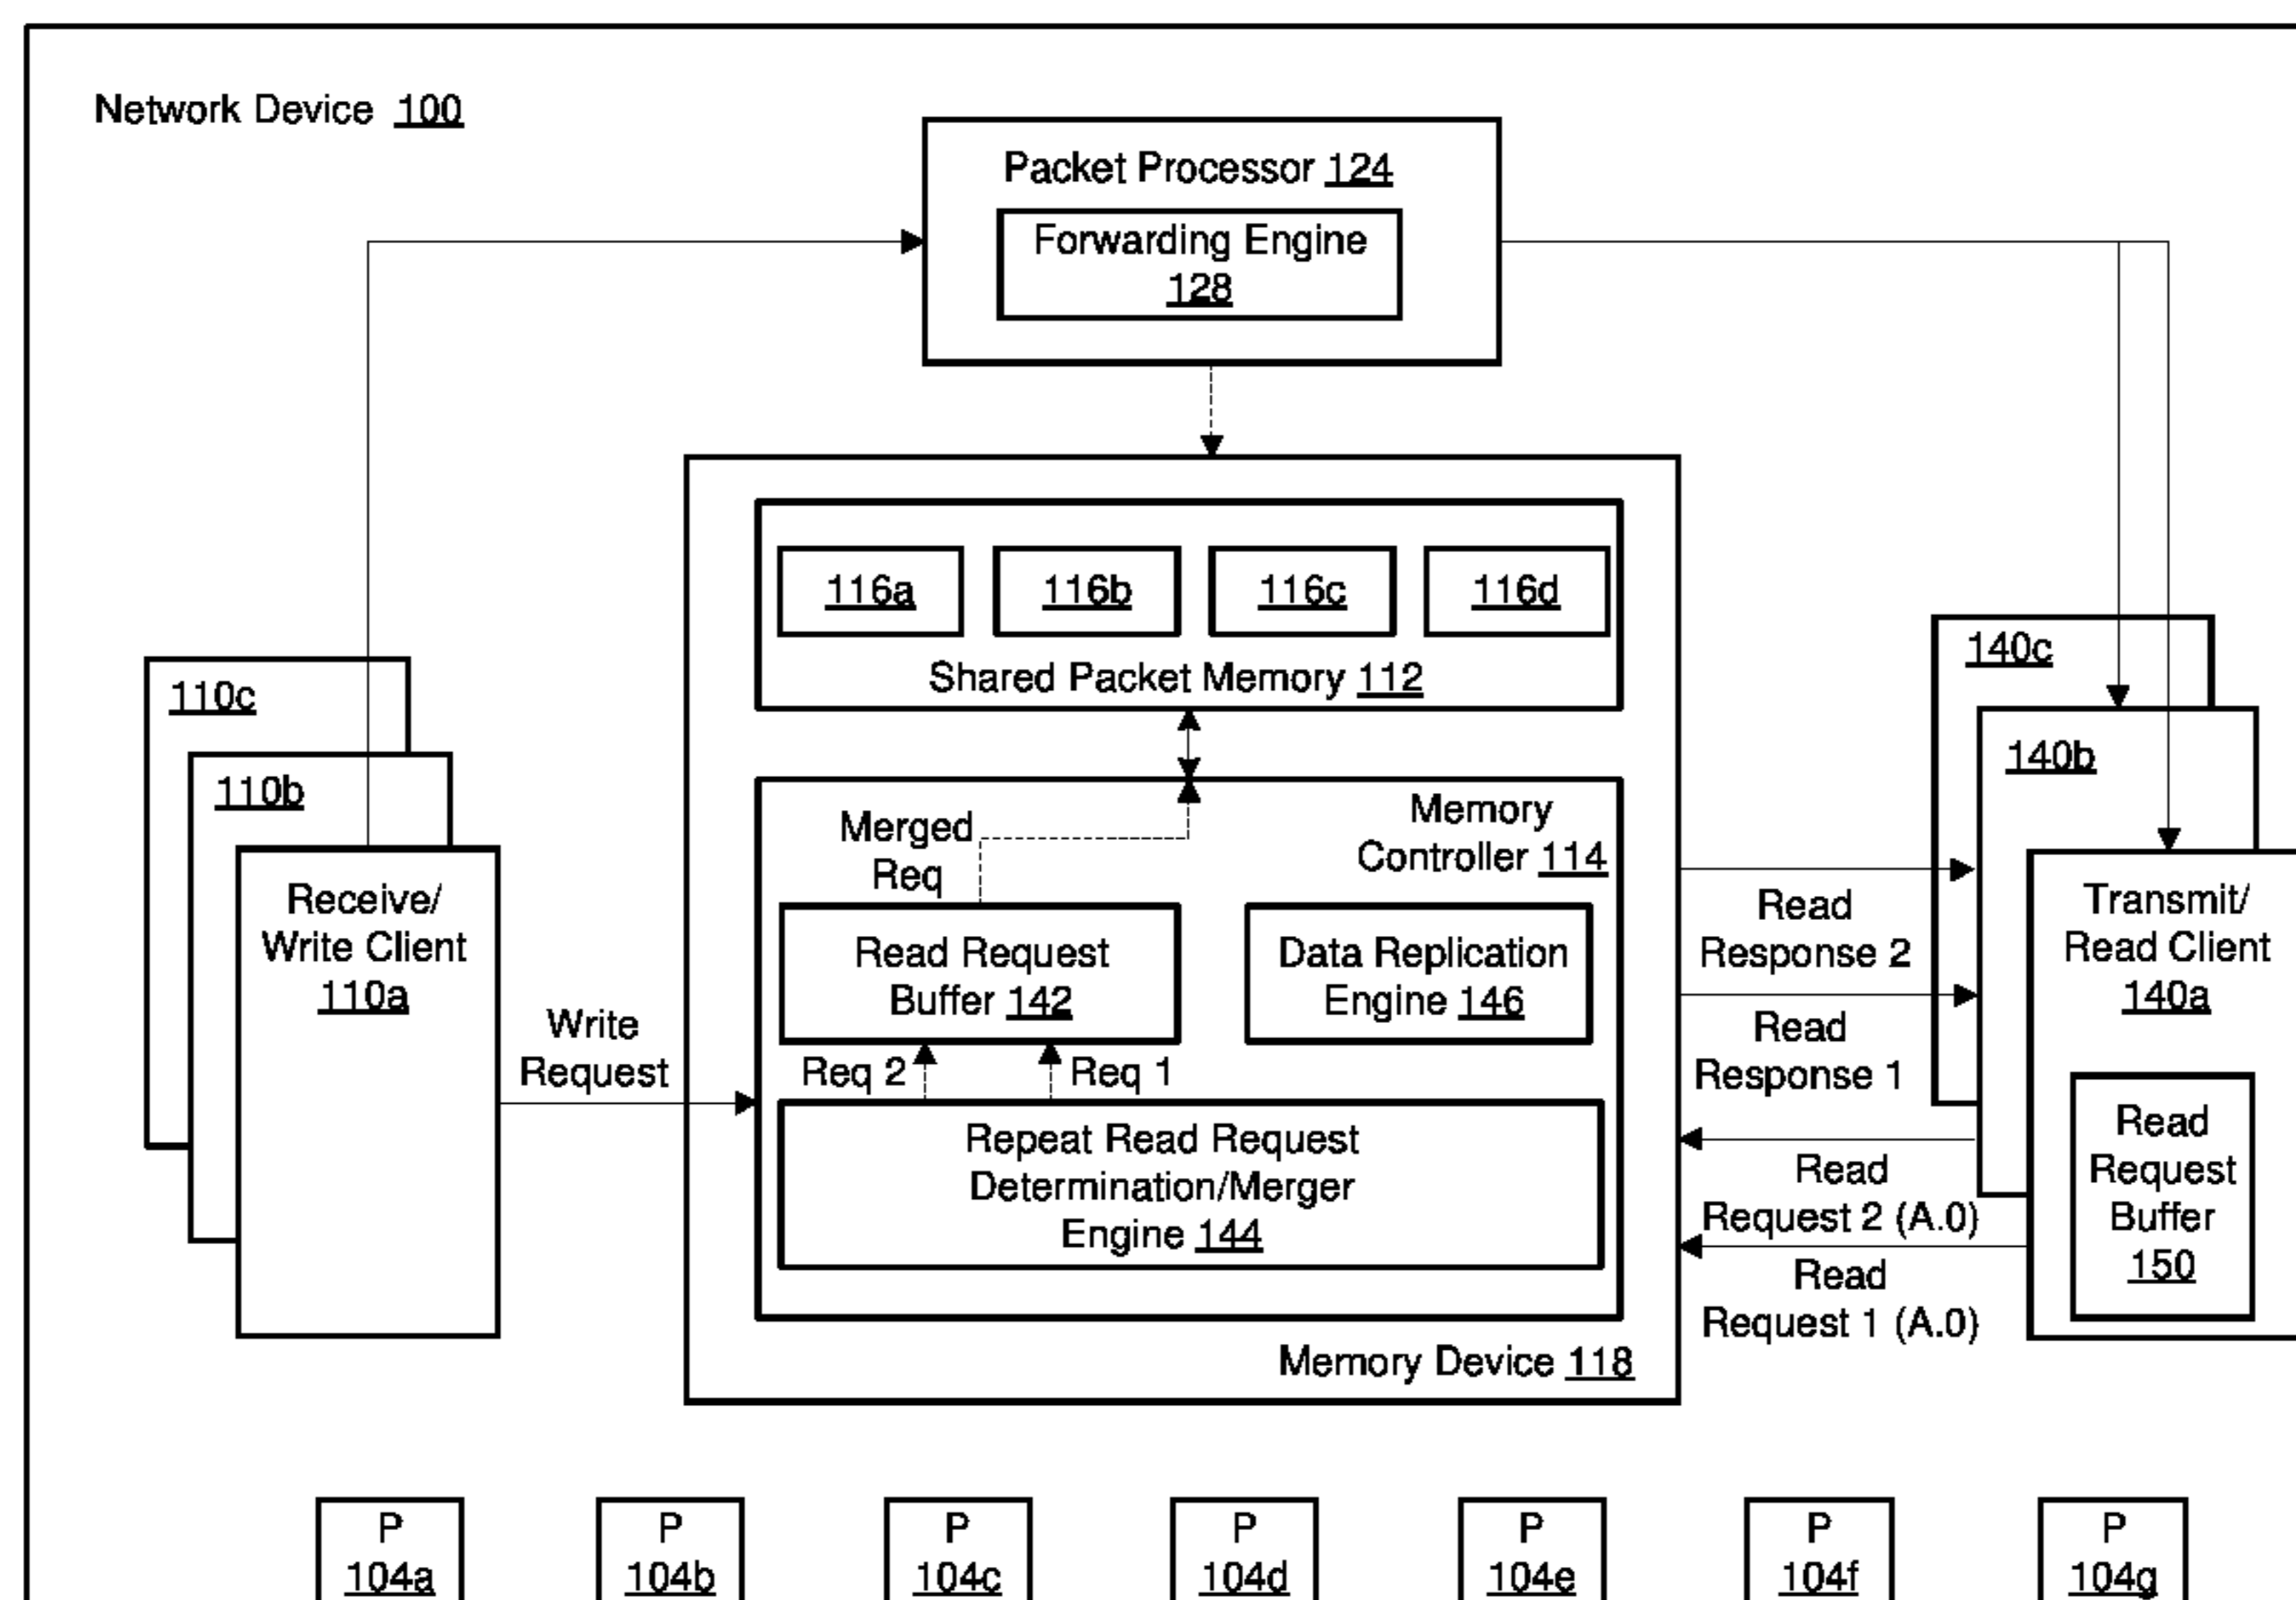 Network Device 100
Packet Processor 124
Forwarding Engine
128
116a 116b 116c 116d
Shared Packet Memory 112
110c
110b
Receive/
Write Client
110a
Write
Request
Merged
Req
Memory
Controller 114
Read Request
Buffer 142
Data Replication
Engine 146
Req 2
Req 1
Repeat Read Request
Determination/Merger
Engine 144
Memory Device 118
Read
Response 2
Read
Response 1
Read
Request 2 (A.0)
Read
Request 1 (A.0)
140c
140b
Transmit/
Read Client
140a
Read
Request
Buffer
150
P
104a
P
104b
P
104c
P
104d
P
104e
P
104f
P
104g